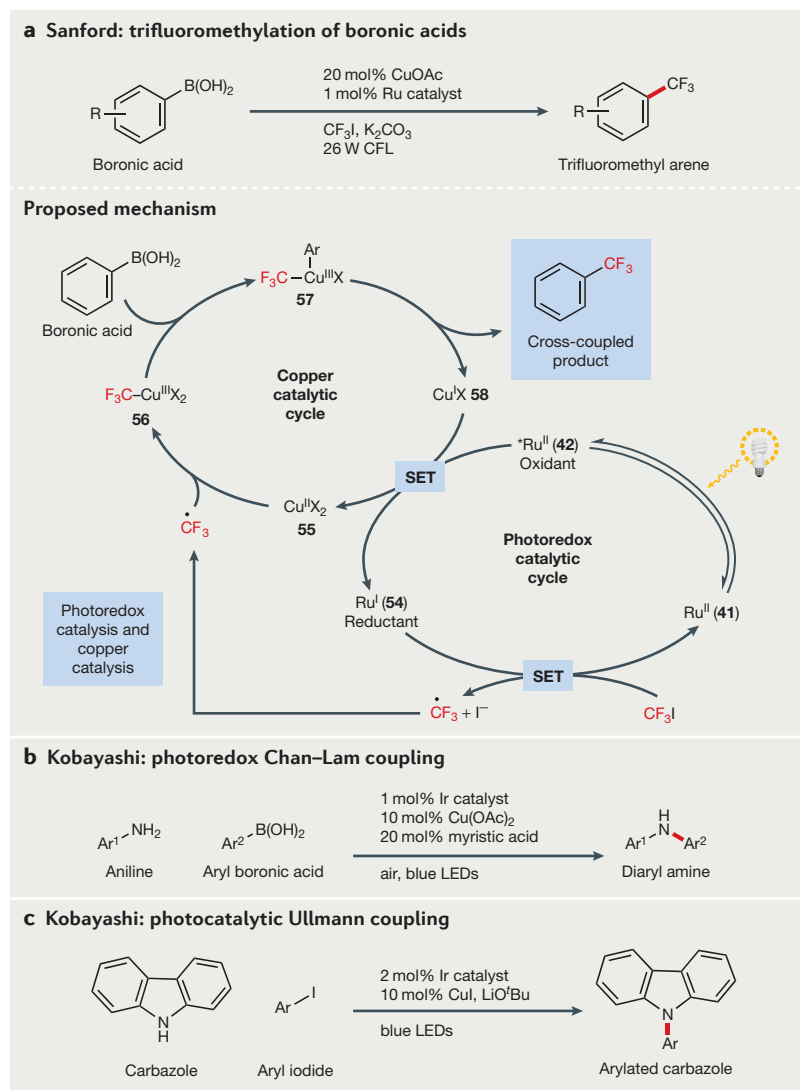 a Sanford: trifluoromethylation of boronic acids
R
B(OH)₂
Boronic acid
20 mol% CuOAc
1 mol% Ru catalyst
CF₃I, K₂CO₃
26 W CFL
R
CF₃
Trifluoromethyl arene
Proposed mechanism
B(OH)₂
Boronic acid
Ar
F₃C–CuᴵᴵᴵX
57
CF₃
Cross-coupled
product
Copper
catalytic
cycle
F₃C–CuᴵᴵᴵX₂
56
CuᴵX 58
*Ruᴵᴵ (42)
Oxidant
SET
CuᴵᴵX₂
55
•CF₃
Photoredox
catalytic
cycle
Ruᴵ (54)
Reductant
Ruᴵᴵ (41)
Photoredox
catalysis and
copper
catalysis
SET
•CF₃ + I⁻
CF₃I
b Kobayashi: photoredox Chan–Lam coupling
Ar¹ NH₂
Aniline
Ar² B(OH)₂
Aryl boronic acid
1 mol% Ir catalyst
10 mol% Cu(OAc)₂
20 mol% myristic acid
air, blue LEDs
H
Ar¹ N Ar²
Diaryl amine
c Kobayashi: photocatalytic Ullmann coupling
N
H
Carbazole
Ar I
Aryl iodide
2 mol% Ir catalyst
10 mol% CuI, LiOᵗBu
blue LEDs
N
Ar
Arylated carbazole